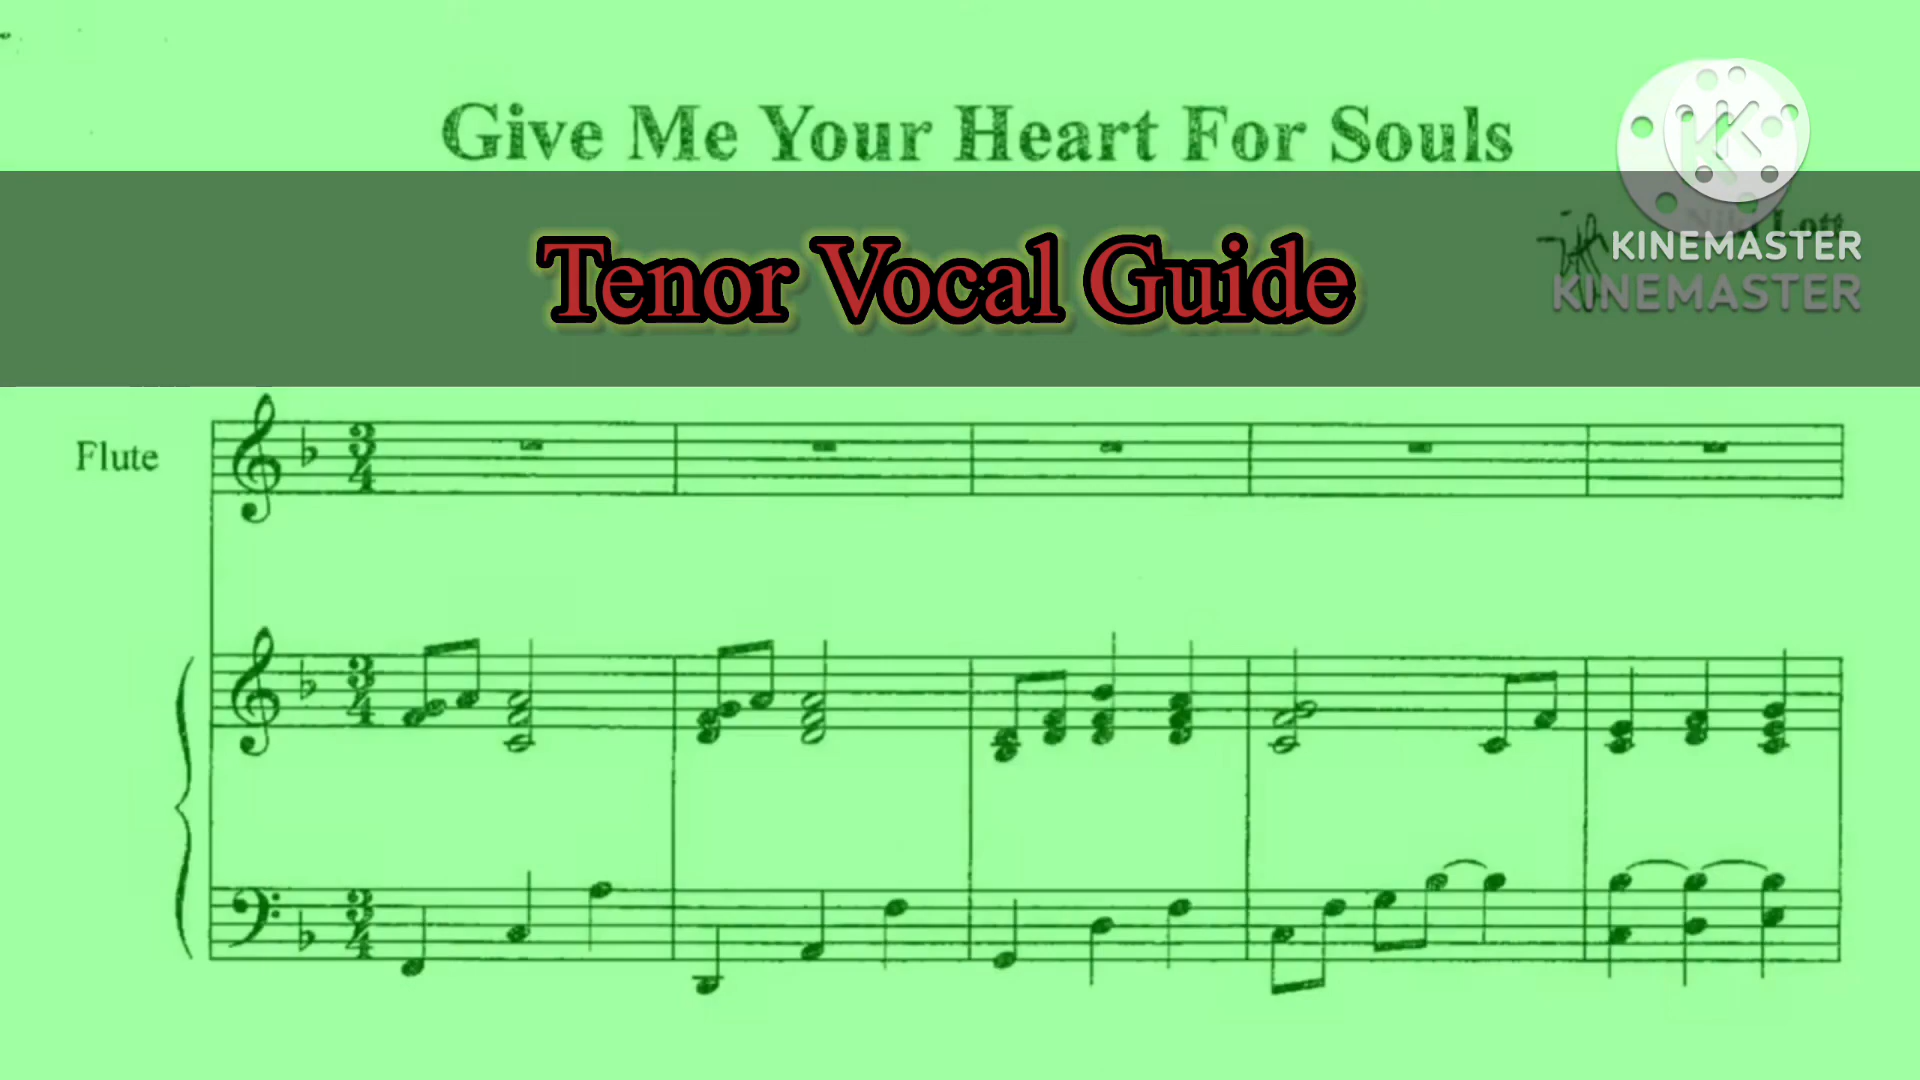 Give Me Your Heart For Souls
Tenor Vocal Guide
KINEMASTER
KINEMASTER
Flute